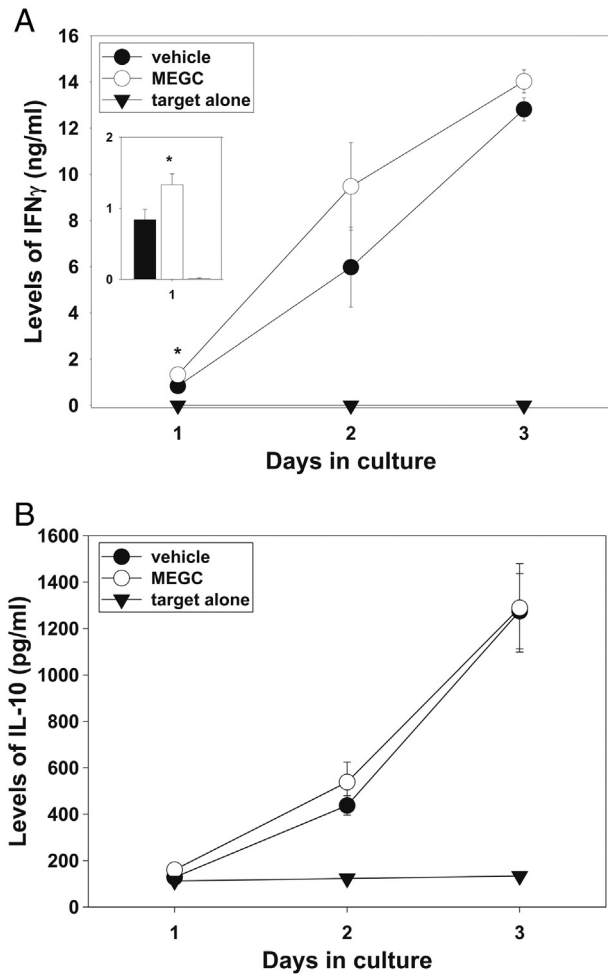 A
16
14
12
10
8
6
4
2
0
Levels of IFNγ (ng/ml)
vehicle
MEGC
target alone
2
1
0
*
1
*
1
2
3
Days in culture
B
1600
1400
1200
1000
800
600
400
200
0
Levels of IL-10 (pg/ml)
vehicle
MEGC
target alone
1
2
3
Days in culture